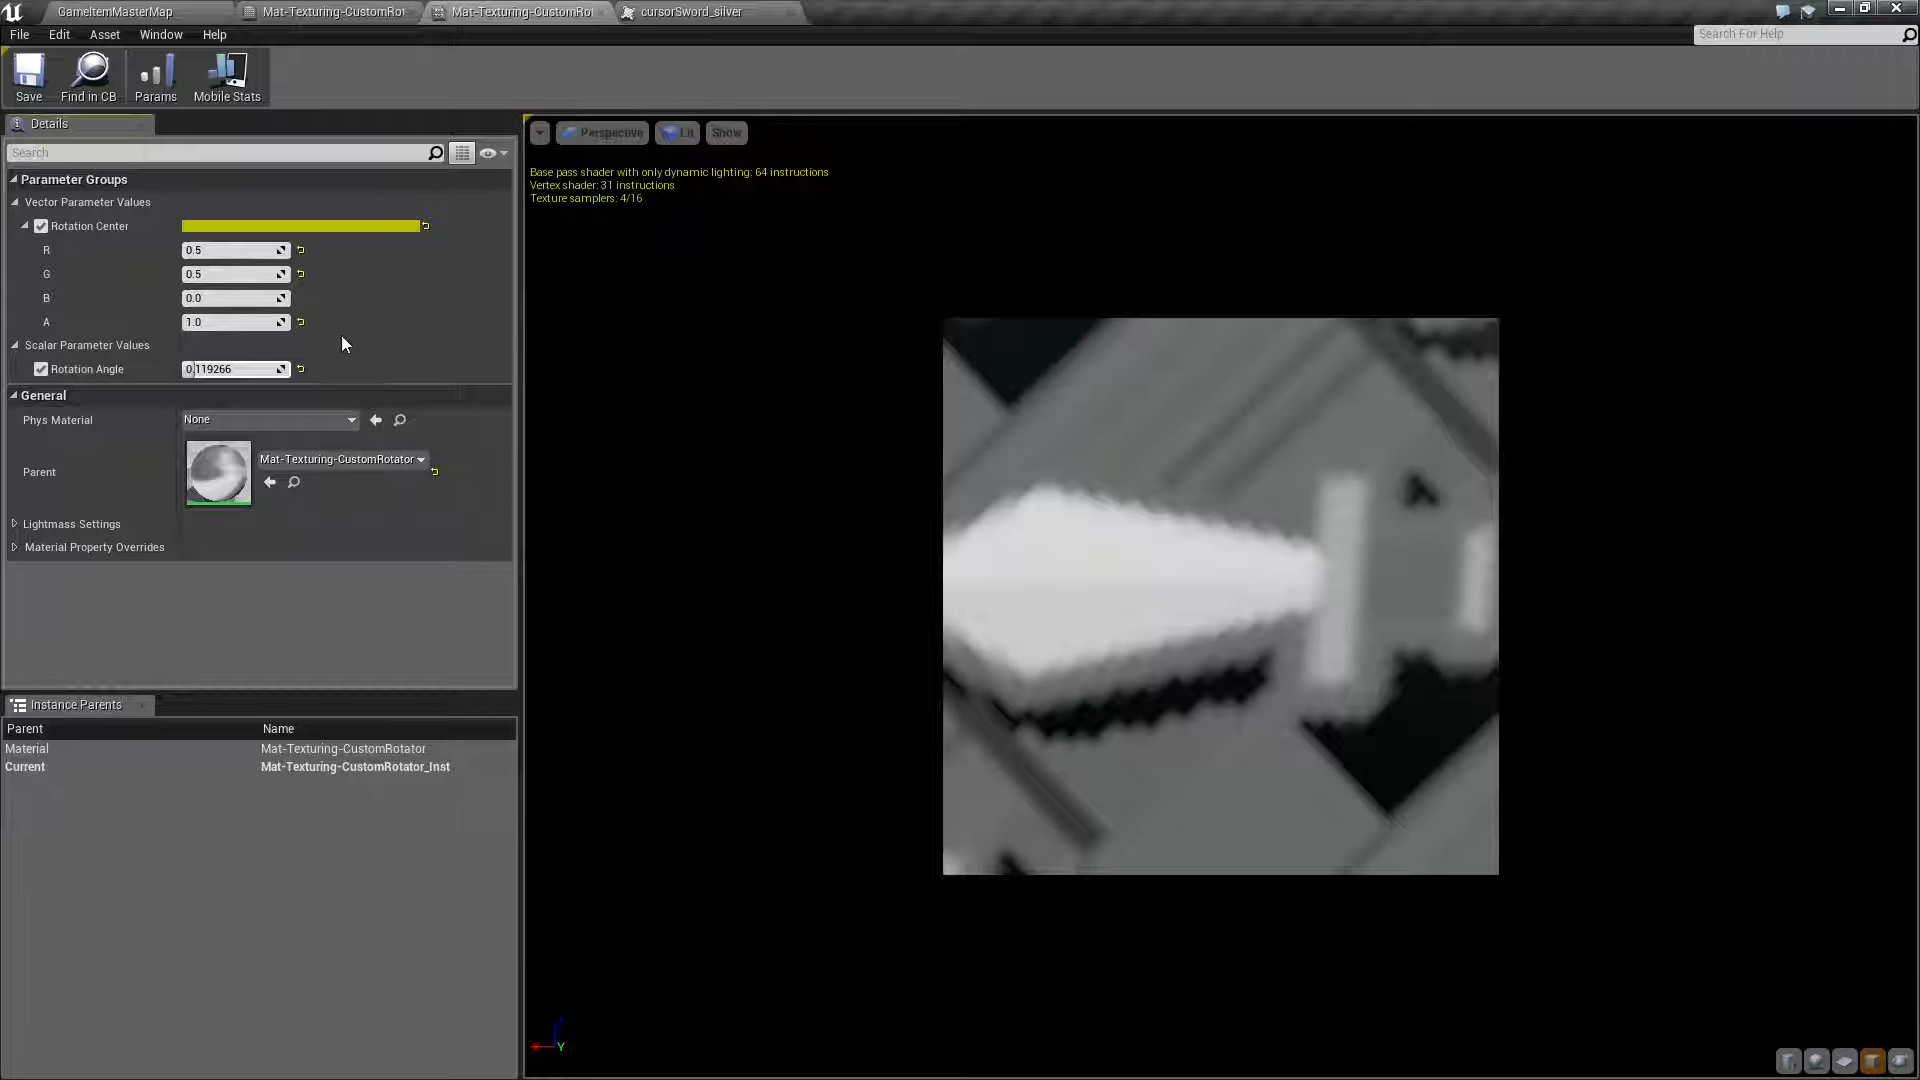 GameItemMasterMap
Mat-Texturing-CustomRot
Mat-Texturing-CustomRot
cursorSword_silver
File
Edit
Asset
Window
Help
Search For Help
Save
Find in CB
Params
Mobile Stats
Details
Search
Parameter Groups
Vector Parameter Values
Rotation Center
R
0.5
G
0.5
B
0.0
A
1.0
Scalar Parameter Values
Rotation Angle
0.119266
General
Phys Material
None
Parent
Mat-Texturing-CustomRotator
Lightmass Settings
Material Property Overrides
Instance Parents
Parent
Name
Material
Mat-Texturing-CustomRotator
Current
Mat-Texturing-CustomRotator_Inst
Perspective
Lit
Show
Base pass shader with only dynamic lighting: 64 instructions
Vertex shader: 31 instructions
Texture samplers: 4/16
Y